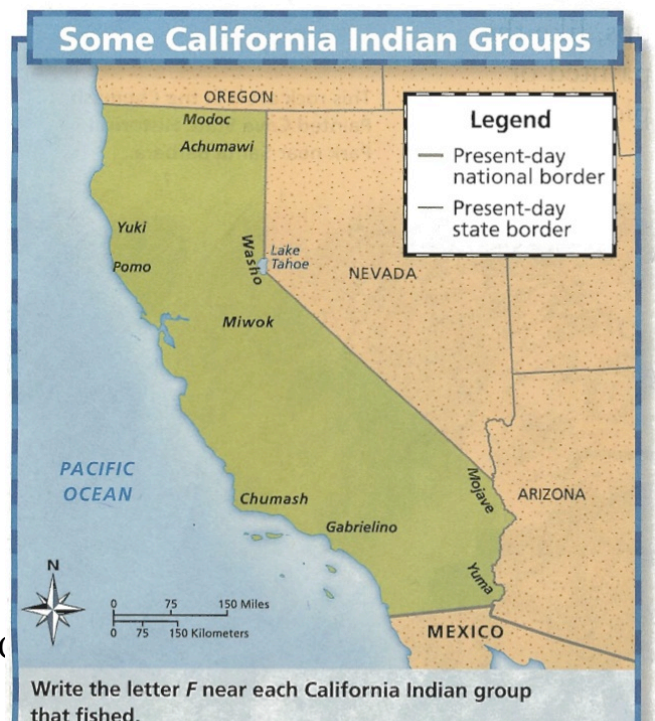 Some California Indian Groups
OREGON
Modoc
Achumawi
Legend
Present-day
national border
Present-day
state border
Yuki
Pomo
Washo
Lake
Tahoe
NEVADA
Miwok
PACIFIC
OCEAN
Chumash
Gabrielino
Mojave
ARIZONA
Yuma
MEXICO
N
0 75 150 Miles
0 75 150 Kilometers
Write the letter F near each California Indian group
that fished.